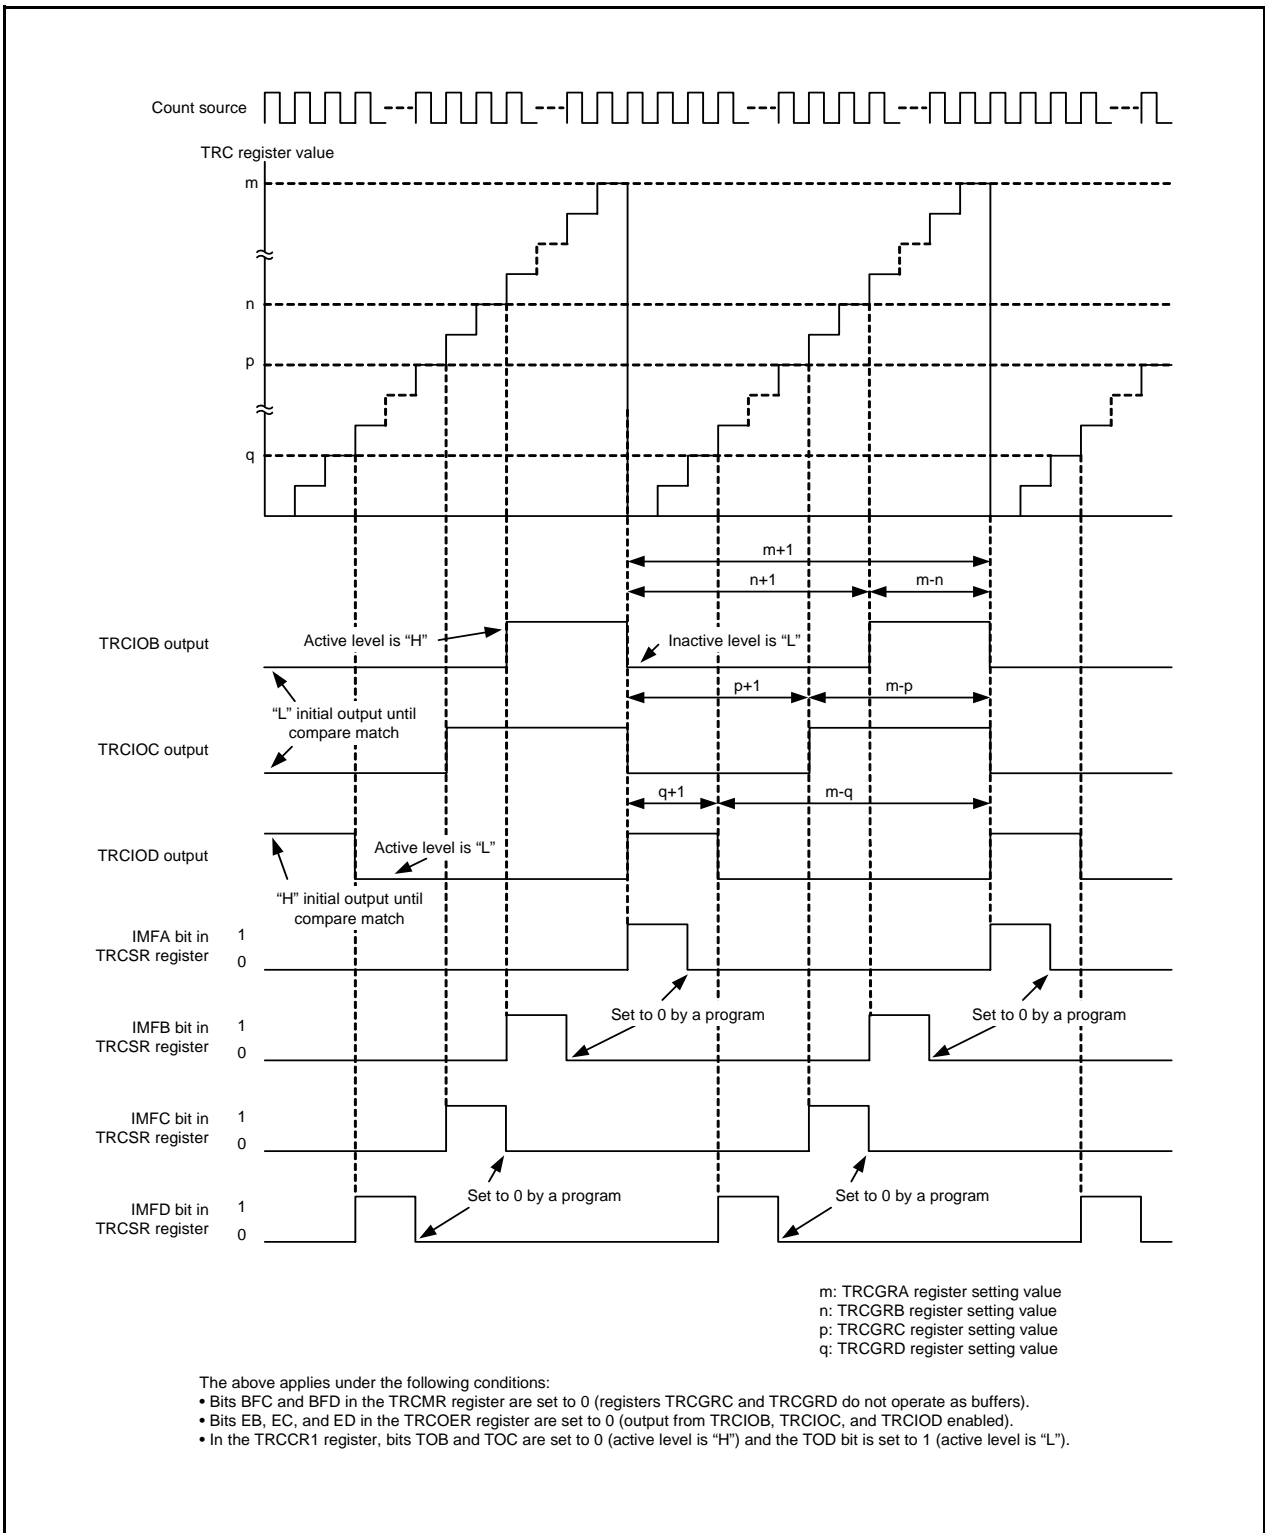 Count source
TRC register value
m
n
p
q
m+1
n+1
m-n
TRCIOB output
Active level is “H”
Inactive level is “L”
p+1
m-p
“L” initial output until
compare match
TRCIOC output
q+1
m-q
TRCIOD output
Active level is “L”
“H” initial output until
compare match
IMFA bit in
TRCSR register
1
0
Set to 0 by a program
Set to 0 by a program
IMFB bit in
TRCSR register
1
0
IMFC bit in
TRCSR register
1
0
Set to 0 by a program
Set to 0 by a program
IMFD bit in
TRCSR register
1
0
m: TRCGRA register setting value
n: TRCGRB register setting value
p: TRCGRC register setting value
q: TRCGRD register setting value
The above applies under the following conditions:
• Bits BFC and BFD in the TRCMR register are set to 0 (registers TRCGRC and TRCGRD do not operate as buffers).
• Bits EB, EC, and ED in the TRCOER register are set to 0 (output from TRCIOB, TRCIOC, and TRCIOD enabled).
• In the TRCCR1 register, bits TOB and TOC are set to 0 (active level is “H”) and the TOD bit is set to 1 (active level is “L”).